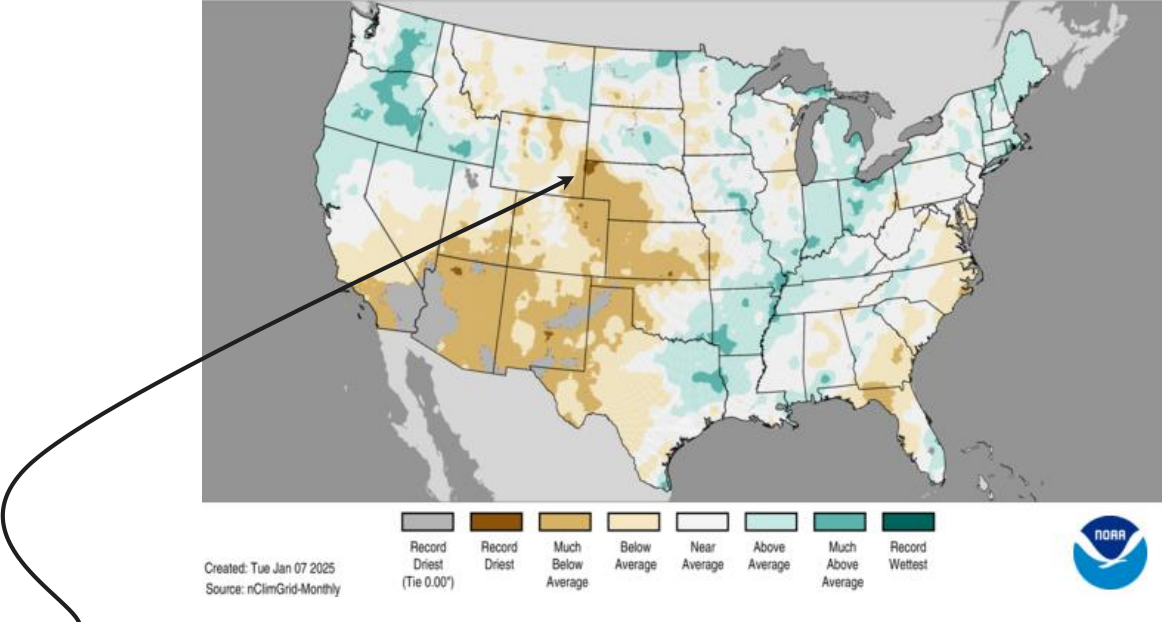 Record
Driest
(Tie 0.00")
Record
Driest
Much
Below
Average
Below
Average
Near
Average
Above
Average
Much
Above
Average
Record
Wettest
Created: Tue Jan 07 2025
Source: nClimGrid-Monthly
NOAA